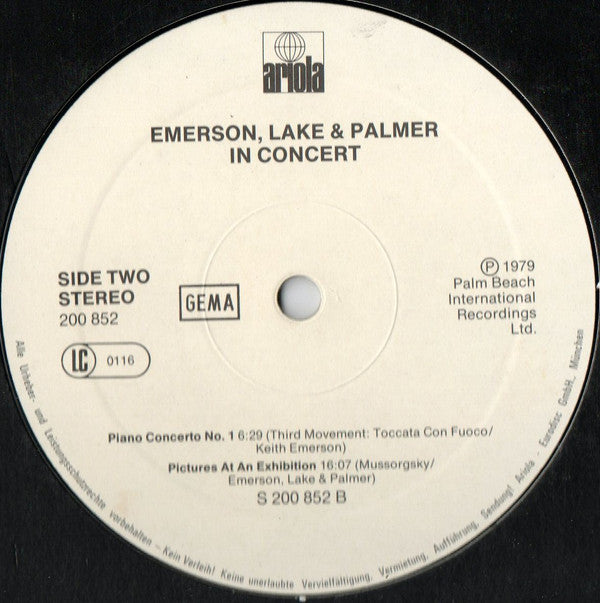 ariola
EMERSON, LAKE & PALMER
IN CONCERT
SIDE TWO
STEREO
200 852
GEMA
LC 0116
Ⓟ 1979
Palm Beach
International
Recordings
Ltd.
Piano Concerto No. 1 6:29 (Third Movement: Toccata Con Fuoco/
Keith Emerson)
Pictures At An Exhibition 16:07 (Mussorgsky/
Emerson, Lake & Palmer)
S 200 852 B
Alle Urheber- und Leistungsschutzrechte vorbehalten – Kein Verleih! Keine unerlaubte Vervielfältigung, Vermietung, Aufführung, Sendung! Ariola - Eurodisc GmbH., München